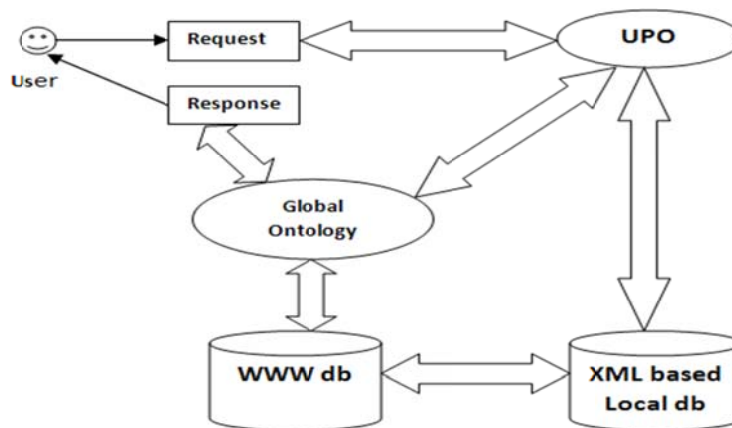 Request
UPO
User
Response
Global
Ontology
WWW db
XML based
Local db